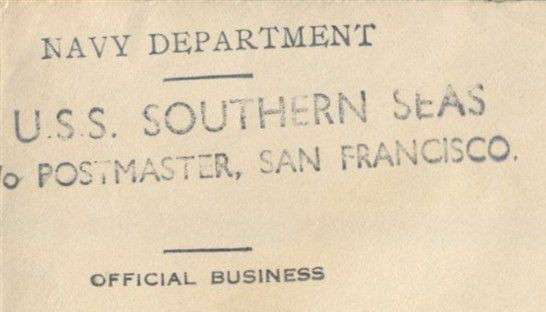 NAVY DEPARTMENT
U.S.S. SOUTHERN SEAS
/o POSTMASTER, SAN FRANCISCO.
OFFICIAL BUSINESS